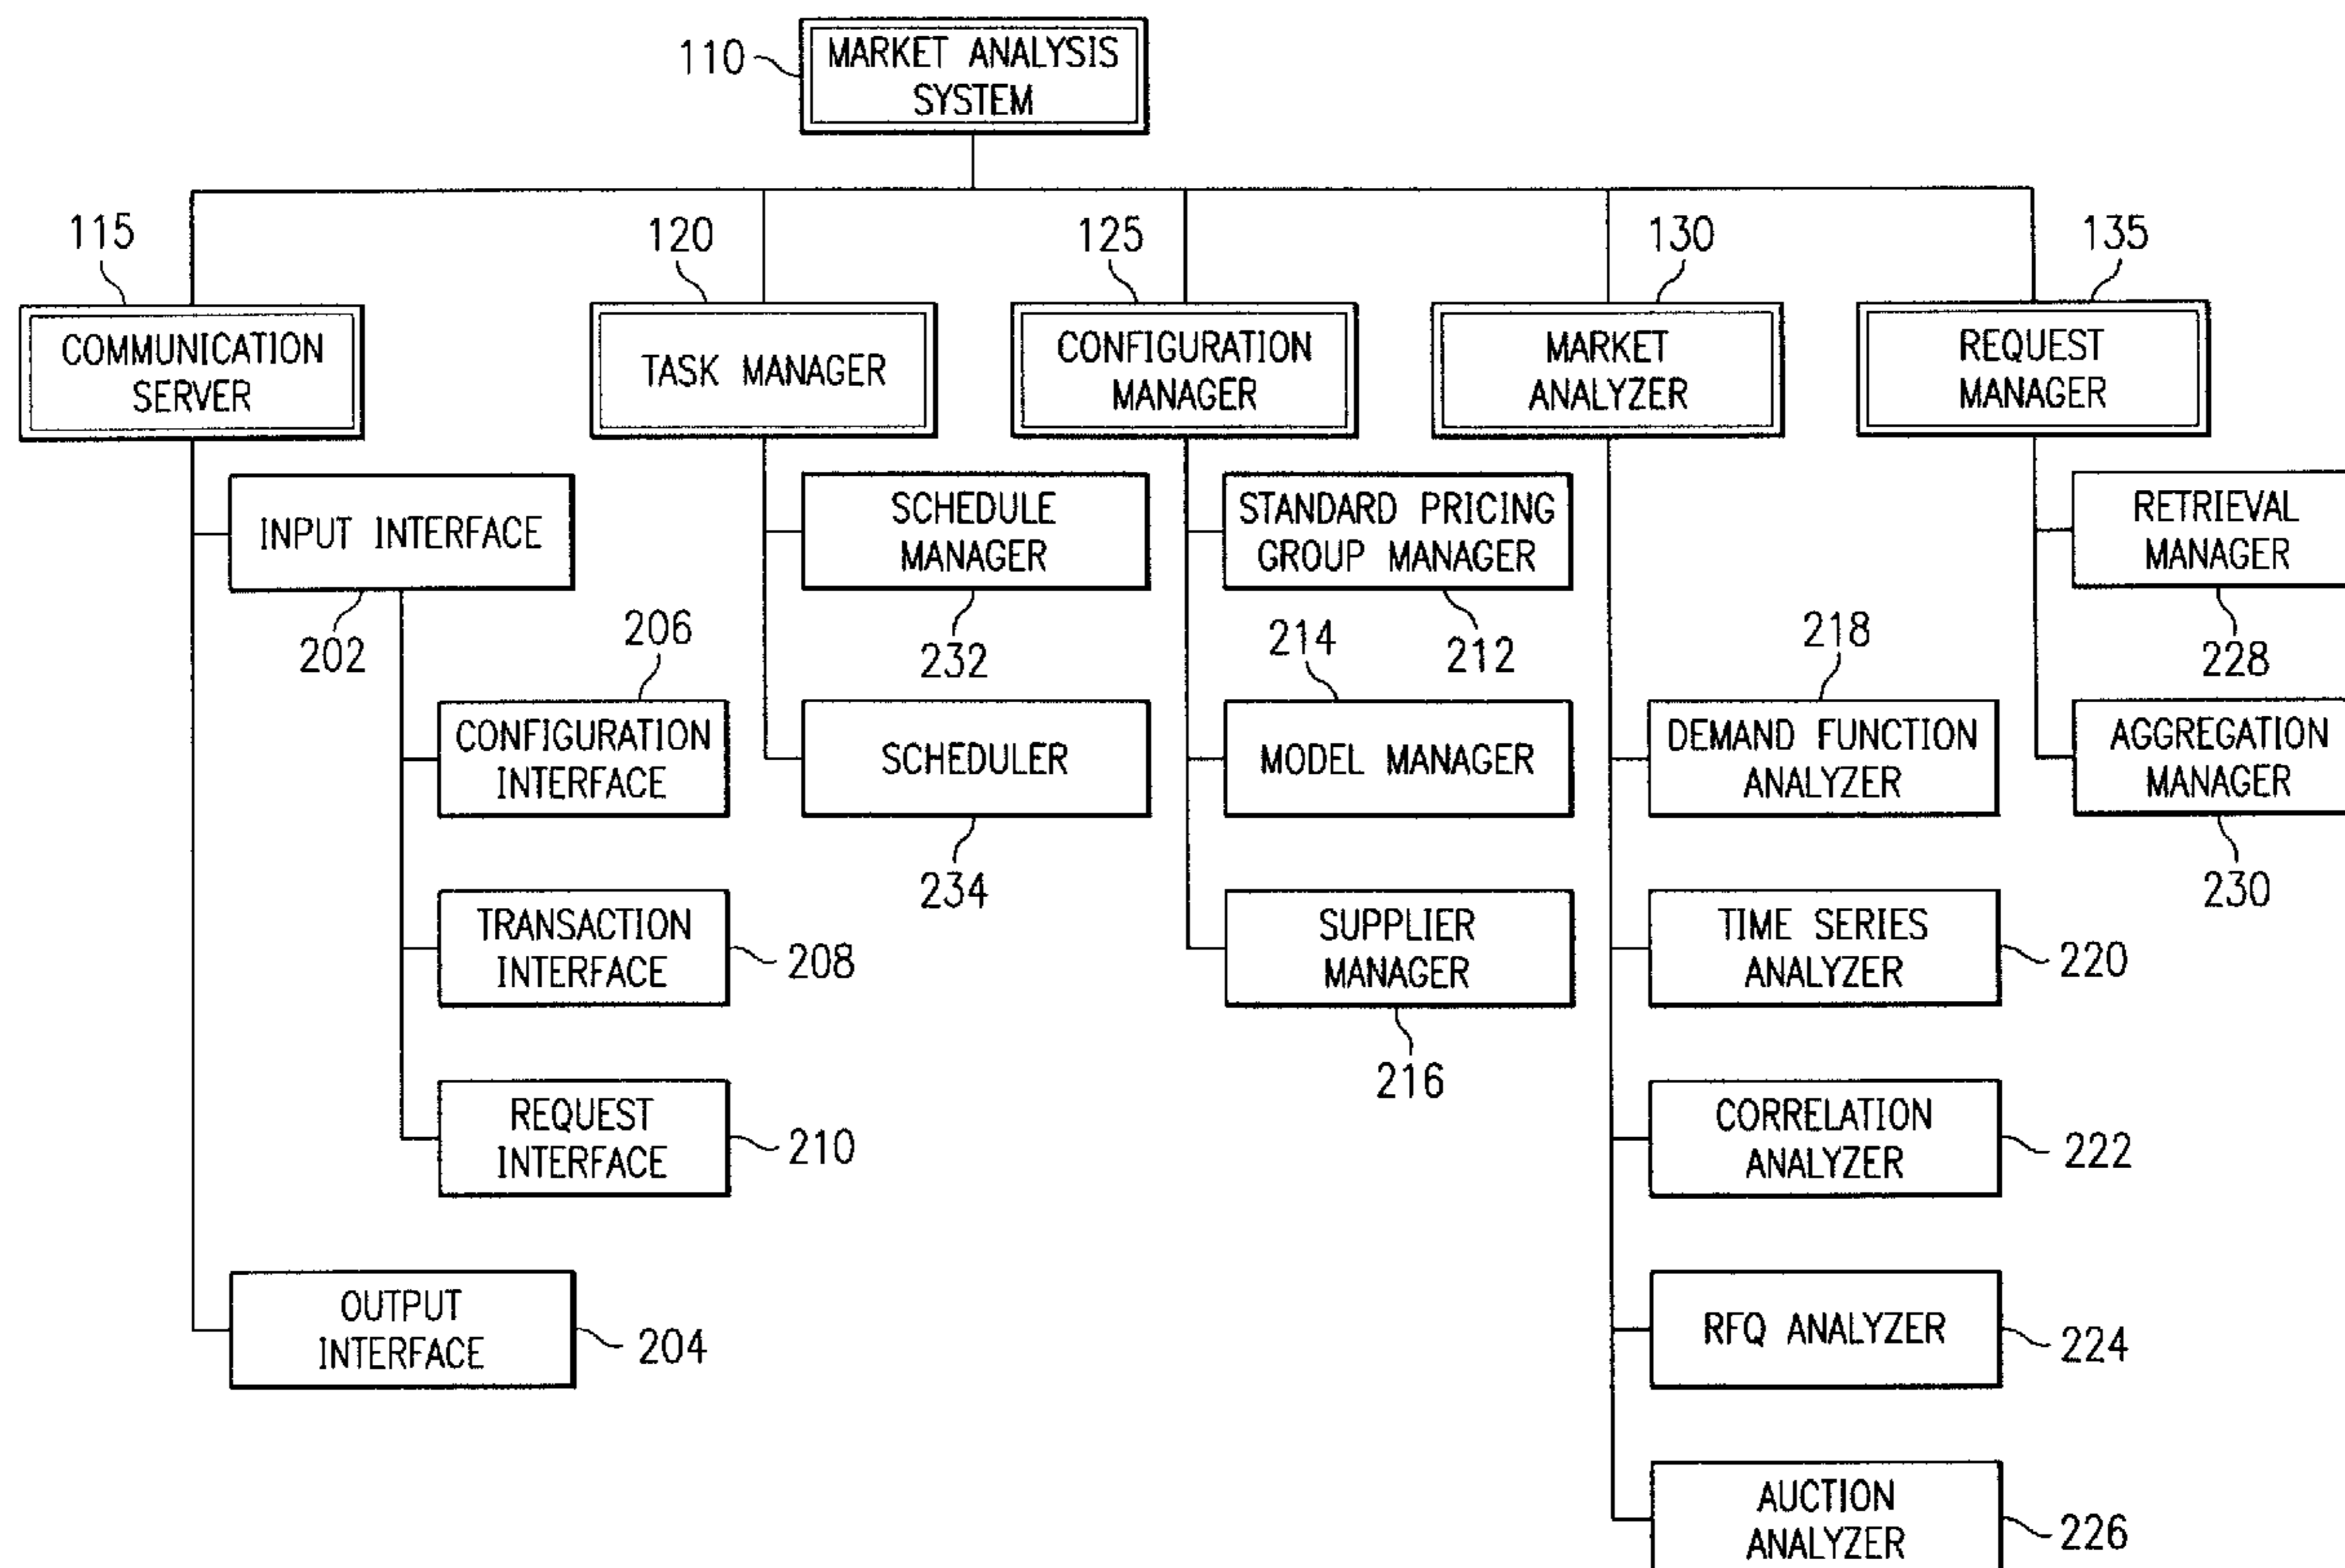 110
MARKET ANALYSIS
SYSTEM
115
COMMUNICATION
SERVER
120
TASK MANAGER
125
CONFIGURATION
MANAGER
130
MARKET
ANALYZER
135
REQUEST
MANAGER
INPUT INTERFACE
202
206
CONFIGURATION
INTERFACE
TRANSACTION
INTERFACE
208
REQUEST
INTERFACE
210
OUTPUT
INTERFACE
204
SCHEDULE
MANAGER
232
SCHEDULER
234
STANDARD PRICING
GROUP MANAGER
212
214
MODEL MANAGER
SUPPLIER
MANAGER
216
218
DEMAND FUNCTION
ANALYZER
TIME SERIES
ANALYZER
220
CORRELATION
ANALYZER
222
RFQ ANALYZER
224
AUCTION
ANALYZER
226
RETRIEVAL
MANAGER
228
AGGREGATION
MANAGER
230